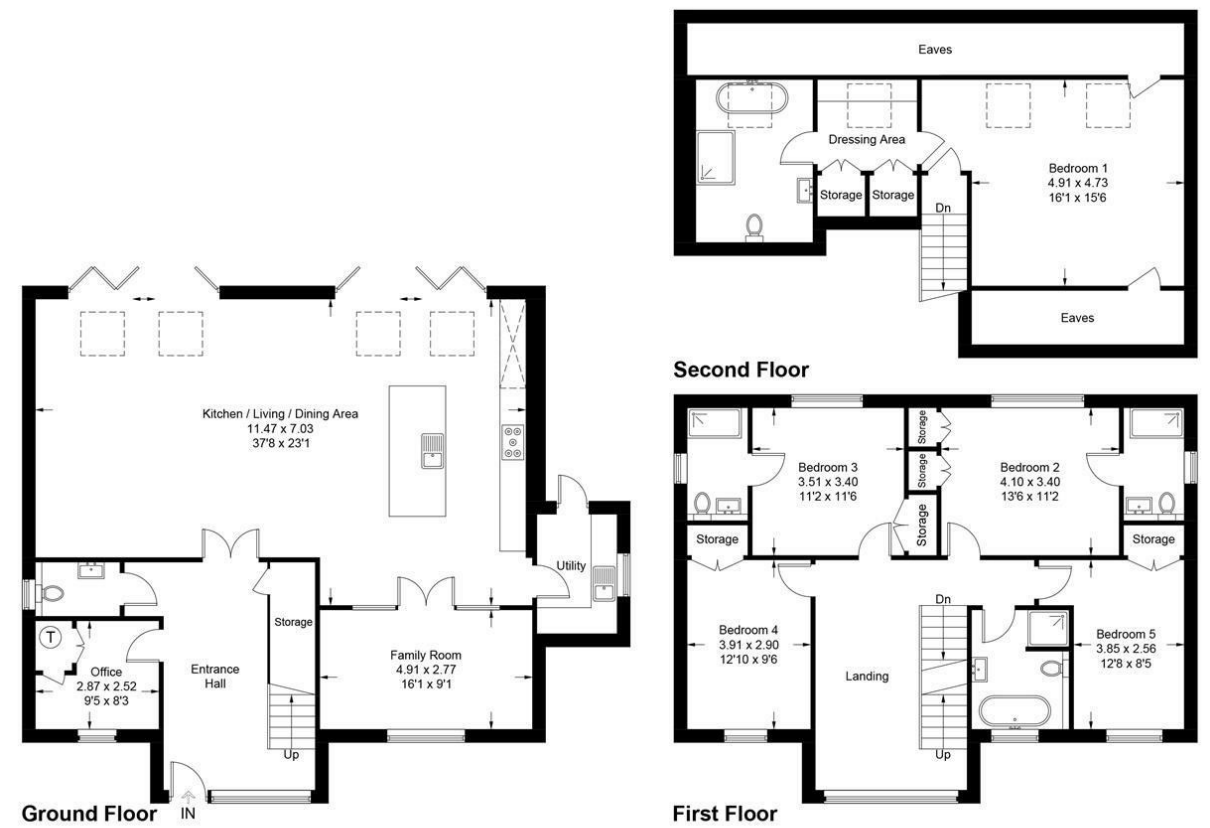 Eaves
Dressing Area
Storage
Storage
Dn
Bedroom 1
4.91 x 4.73
16'1 x 15'6
Eaves
Second Floor
Kitchen / Living / Dining Area
11.47 x 7.03
37'8 x 23'1
Utility
Storage
T
Office
2.87 x 2.52
9'5 x 8'3
Entrance
Hall
Family Room
4.91 x 2.77
16'1 x 9'1
Up
Ground Floor
IN
Storage
Storage
Storage
Bedroom 3
3.51 x 3.40
11'2 x 11'6
Bedroom 2
4.10 x 3.40
13'6 x 11'2
Storage
Storage
Dn
Bedroom 4
3.91 x 2.90
12'10 x 9'6
Landing
Bedroom 5
3.85 x 2.56
12'8 x 8'5
Up
First Floor